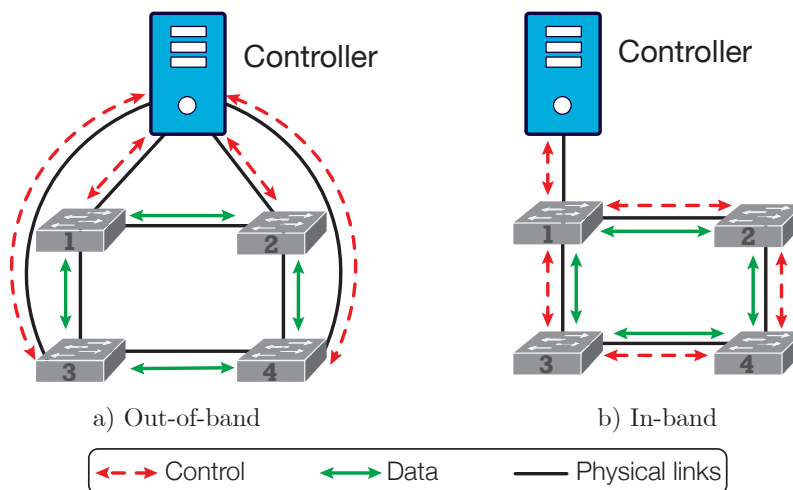 Controller
1
2
3
4
a) Out-of-band
Controller
1
2
3
4
b) In-band
Control
Data
Physical links